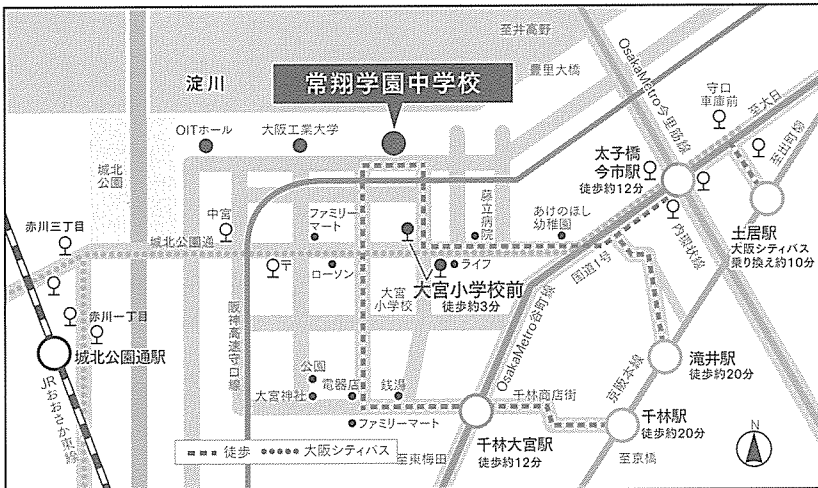 至井高野
淀川
常翔学園中学校
豊里大橋
OsakaMetro今里筋線
守口
車庫前
至大日
OITホール
大阪工業大学
至出町柳
太子橋
今市駅
徒歩約12分
城北
公園
赤川三丁目
中宮
ファミリー
マート
藤立病院
あけのほし
幼稚園
土居駅
大阪シティバス
乗り換え約10分
城北公園通
内環状線
国道1号
〒
ローソン
大宮
小学校
ライフ
大宮小学校前
徒歩約3分
赤川一丁目
阪神高速守口線
OsakaMetro谷町線
城北公園通駅
滝井駅
徒歩約20分
京阪本線
JRおおさか東線
公園
大宮神社
電器店
銭湯
千林商店街
ファミリーマート
千林大宮駅
徒歩約12分
千林駅
徒歩約20分
徒歩
大阪シティバス
至東梅田
至京橋
N